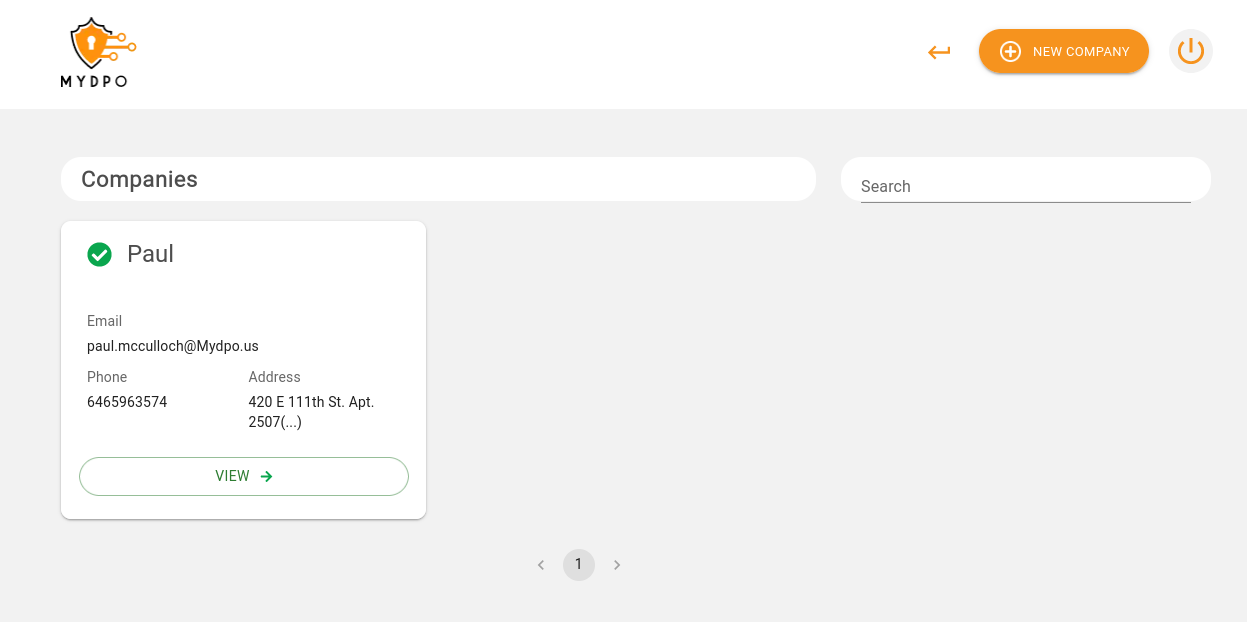 MYDPO
NEW COMPANY
Companies
Search
Paul
Email
paul.mcculloch@Mydpo.us
Phone
6465963574
Address
420 E 111th St. Apt.
2507(...)
VIEW
1